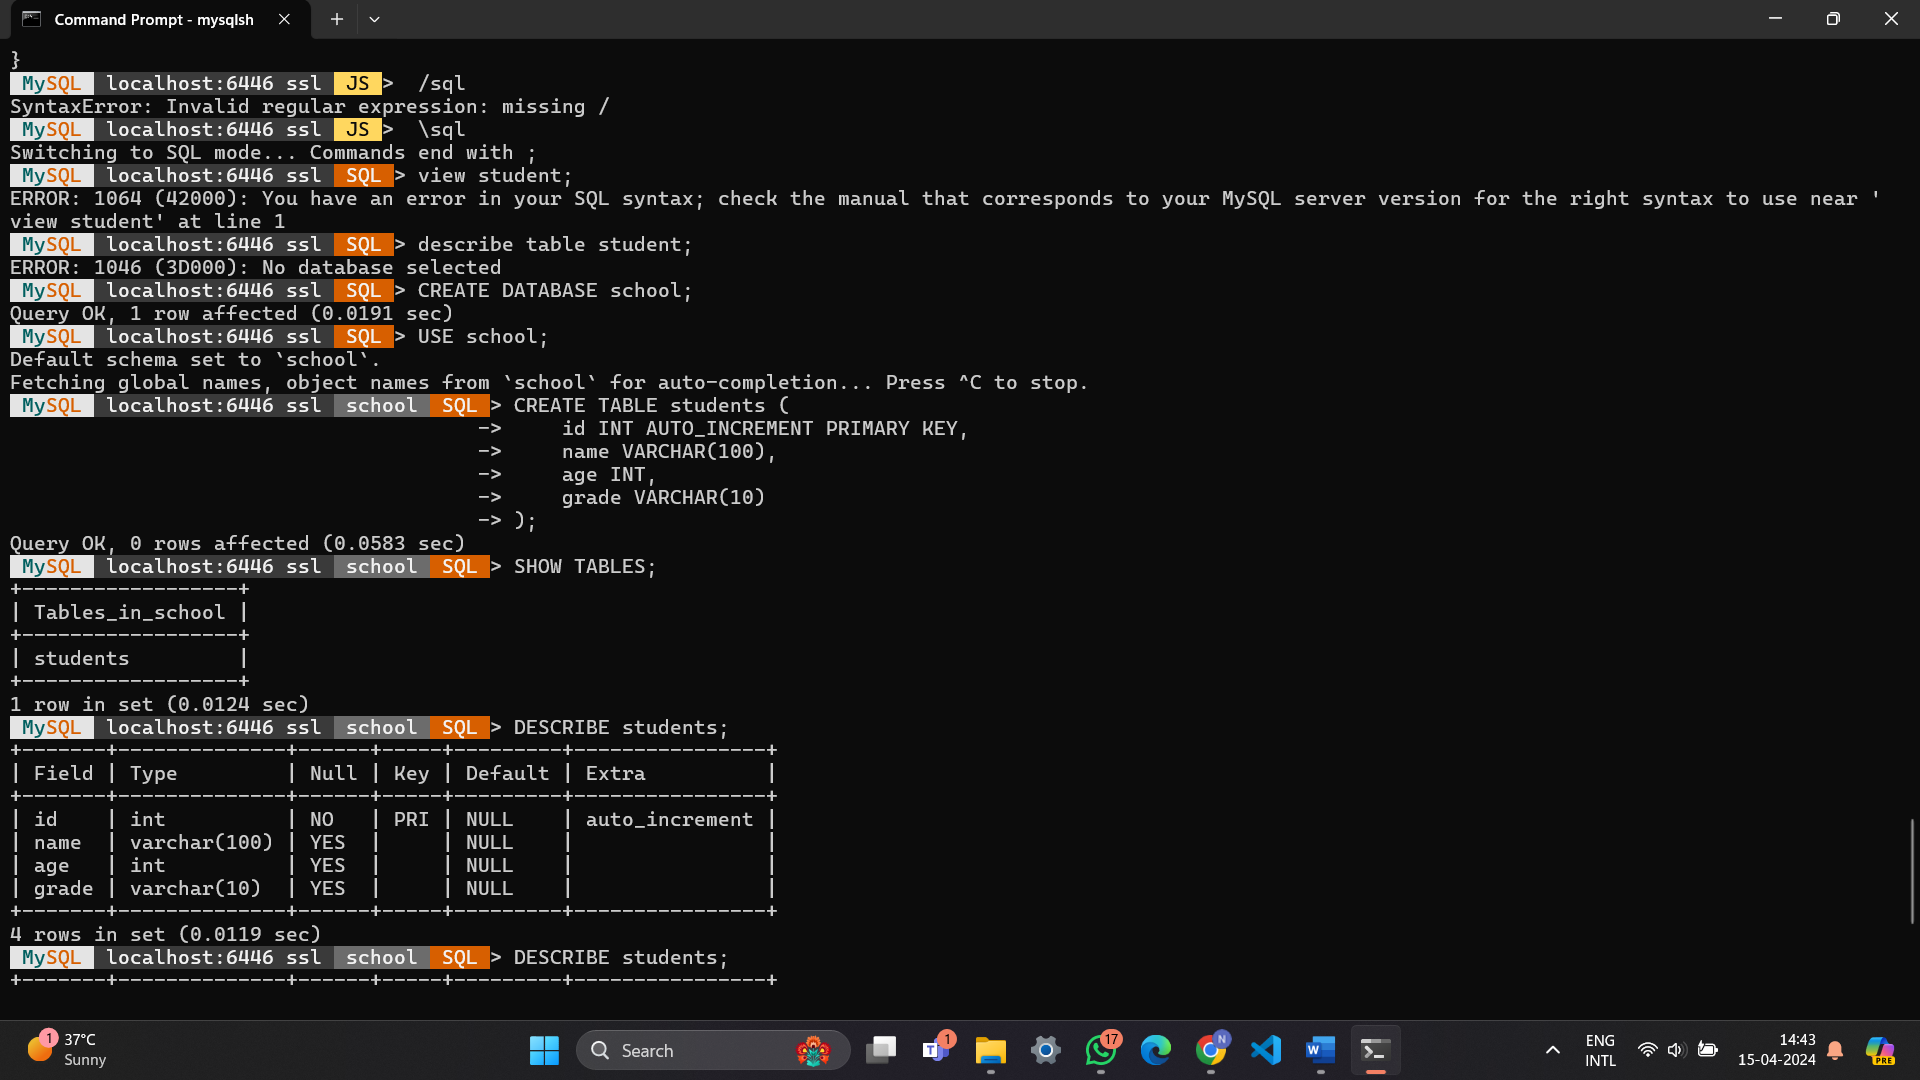 Command Prompt - mysqlsh
}
MySQL localhost:6446 ssl JS > /sql
SyntaxError: Invalid regular expression: missing /
MySQL localhost:6446 ssl JS > \sql
Switching to SQL mode... Commands end with ;
MySQL localhost:6446 ssl SQL > view student;
ERROR: 1064 (42000): You have an error in your SQL syntax; check the manual that corresponds to your MySQL server version for the right syntax to use near '
view student' at line 1
MySQL localhost:6446 ssl SQL > describe table student;
ERROR: 1046 (3D000): No database selected
MySQL localhost:6446 ssl SQL > CREATE DATABASE school;
Query OK, 1 row affected (0.0191 sec)
MySQL localhost:6446 ssl SQL > USE school;
Default schema set to `school`.
Fetching global names, object names from `school` for auto-completion... Press ^C to stop.
MySQL localhost:6446 ssl school SQL > CREATE TABLE students (
-> id INT AUTO_INCREMENT PRIMARY KEY,
-> name VARCHAR(100),
-> age INT,
-> grade VARCHAR(10)
-> );
Query OK, 0 rows affected (0.0583 sec)
MySQL localhost:6446 ssl school SQL > SHOW TABLES;
+------------------+
| Tables_in_school |
+------------------+
| students         |
+------------------+
1 row in set (0.0124 sec)
MySQL localhost:6446 ssl school SQL > DESCRIBE students;
+-------+--------------+------+-----+---------+----------------+
| Field | Type         | Null | Key | Default | Extra          |
+-------+--------------+------+-----+---------+----------------+
| id    | int          | NO   | PRI | NULL    | auto_increment |
| name  | varchar(100) | YES  |     | NULL    |                |
| age   | int          | YES  |     | NULL    |                |
| grade | varchar(10)  | YES  |     | NULL    |                |
+-------+--------------+------+-----+---------+----------------+
4 rows in set (0.0119 sec)
MySQL localhost:6446 ssl school SQL > DESCRIBE students;
+-------+--------------+------+-----+---------+----------------+
1 37°C
Sunny
Search
1
17
N
W
ENG
INTL
14:43
15-04-2024
PRE